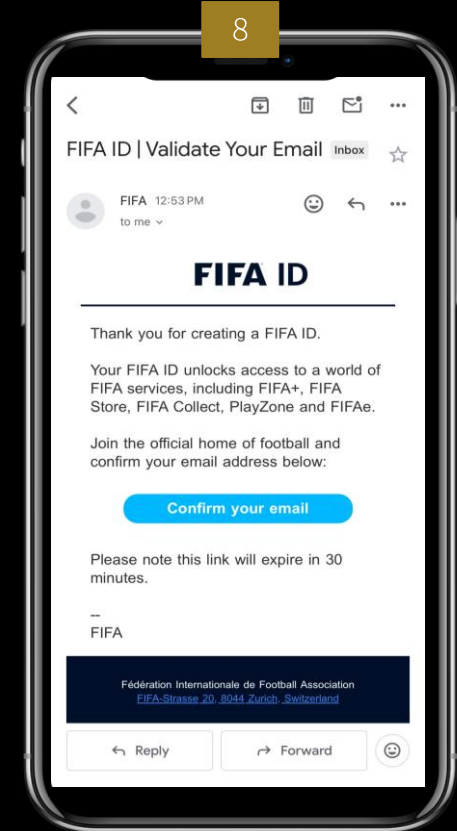 8
FIFA ID | Validate Your Email Inbox
FIFA 12:53 PM
to me
FIFA ID
Thank you for creating a FIFA ID.
Your FIFA ID unlocks access to a world of
FIFA services, including FIFA+, FIFA
Store, FIFA Collect, PlayZone and FIFAe.
Join the official home of football and
confirm your email address below:
Confirm your email
Please note this link will expire in 30
minutes.
--
FIFA
Fédération Internationale de Football Association
FIFA-Strasse 20, 8044 Zurich, Switzerland
Reply Forward